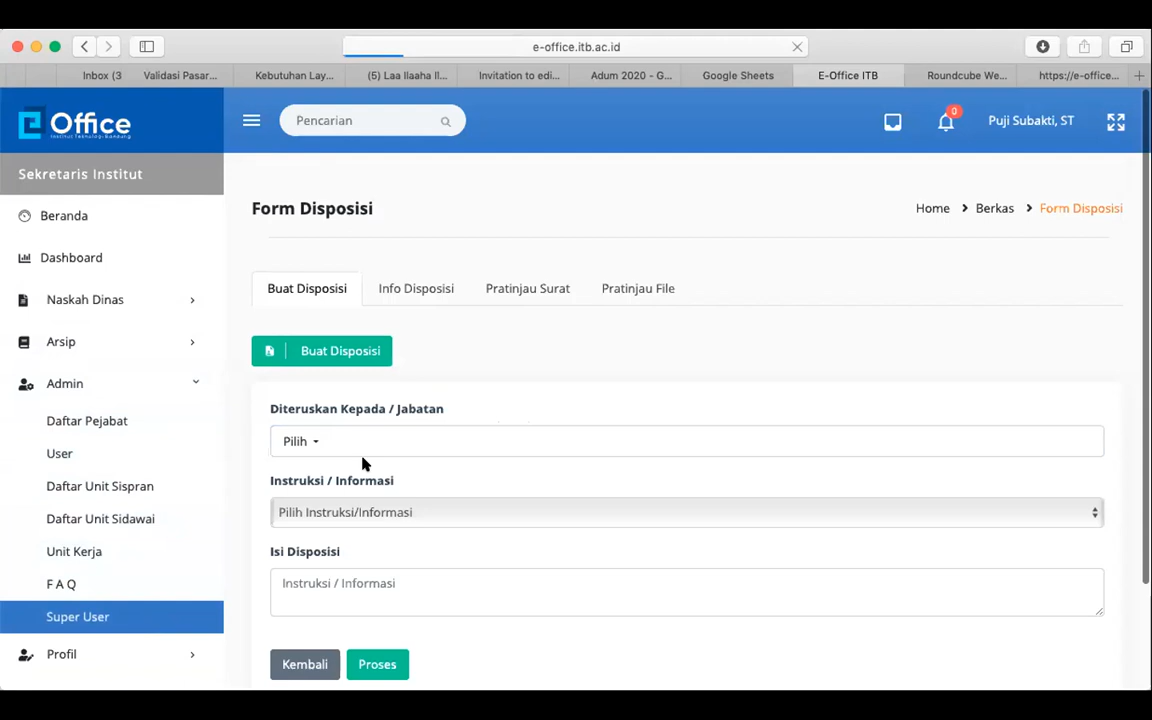 e-office.itb.ac.id
Inbox (3
Validasi Pasar...
Kebutuhan Lay...
(5) Laa Ilaaha Il...
Invitation to edi...
Adum 2020 - G...
Google Sheets
E-Office ITB
Roundcube We...
https://e-office...
Office
Institut Teknologi Bandung
Pencarian
0
Puji Subakti, ST
Sekretaris Institut
Beranda
Dashboard
Naskah Dinas
Arsip
Admin
Daftar Pejabat
User
Daftar Unit Sispran
Daftar Unit Sidawai
Unit Kerja
F A Q
Super User
Profil
Form Disposisi
Home > Berkas > Form Disposisi
Buat Disposisi
Info Disposisi
Pratinjau Surat
Pratinjau File
Buat Disposisi
Diteruskan Kepada / Jabatan
Pilih
Instruksi / Informasi
Pilih Instruksi/Informasi
Isi Disposisi
Instruksi / Informasi
Kembali
Proses